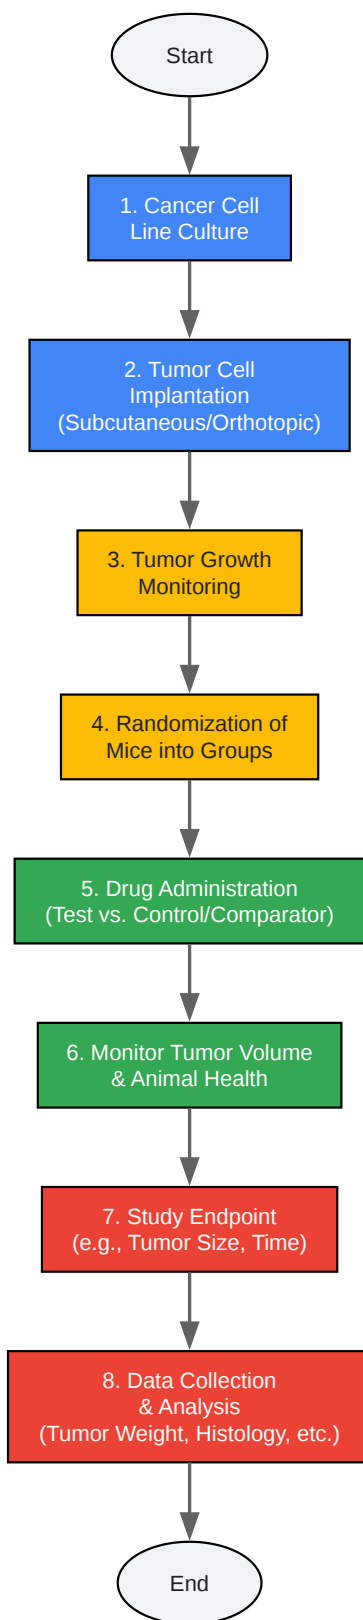 Start
1. Cancer Cell
Line Culture
2. Tumor Cell
Implantation
(Subcutaneous/Orthotopic)
3. Tumor Growth
Monitoring
4. Randomization of
Mice into Groups
5. Drug Administration
(Test vs. Control/Comparator)
6. Monitor Tumor Volume
& Animal Health
7. Study Endpoint
(e.g., Tumor Size, Time)
8. Data Collection
& Analysis
(Tumor Weight, Histology, etc.)
End